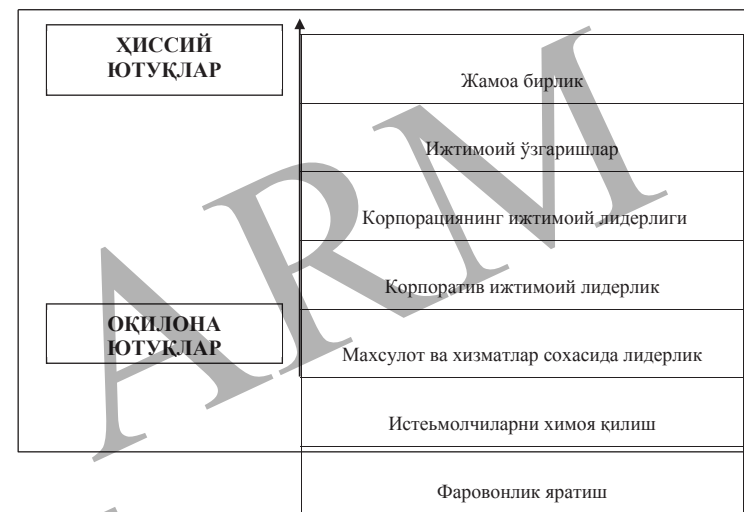 ҲИССИЙ
ЮТУҚЛАР
Жамоа бирлик
Ижтимоий ўзгаришлар
Корпорациянинг ижтимоий лидерлиги
Корпоратив ижтимоий лидерлик
ОҚИЛОНА
ЮТУҚЛАР
Махсулот ва хизматлар сохасида лидерлик
Истеьмолчиларни химоя қилиш
Фаровонлик яратиш
ARM